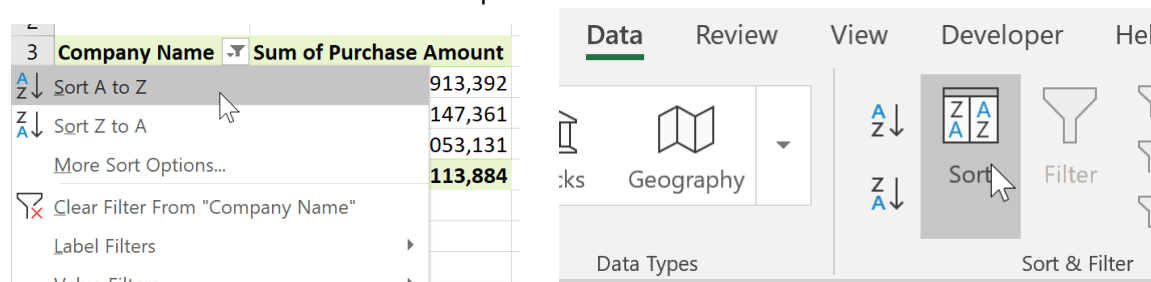 3 Company Name Sum of Purchase Amount
Sort A to Z 913,392
Sort Z to A 147,361
More Sort Options... 053,131
113,884
Clear Filter From "Company Name"
Label Filters
Data Review View Developer Hel
cks Geography
Sort Filter
Data Types Sort & Filter